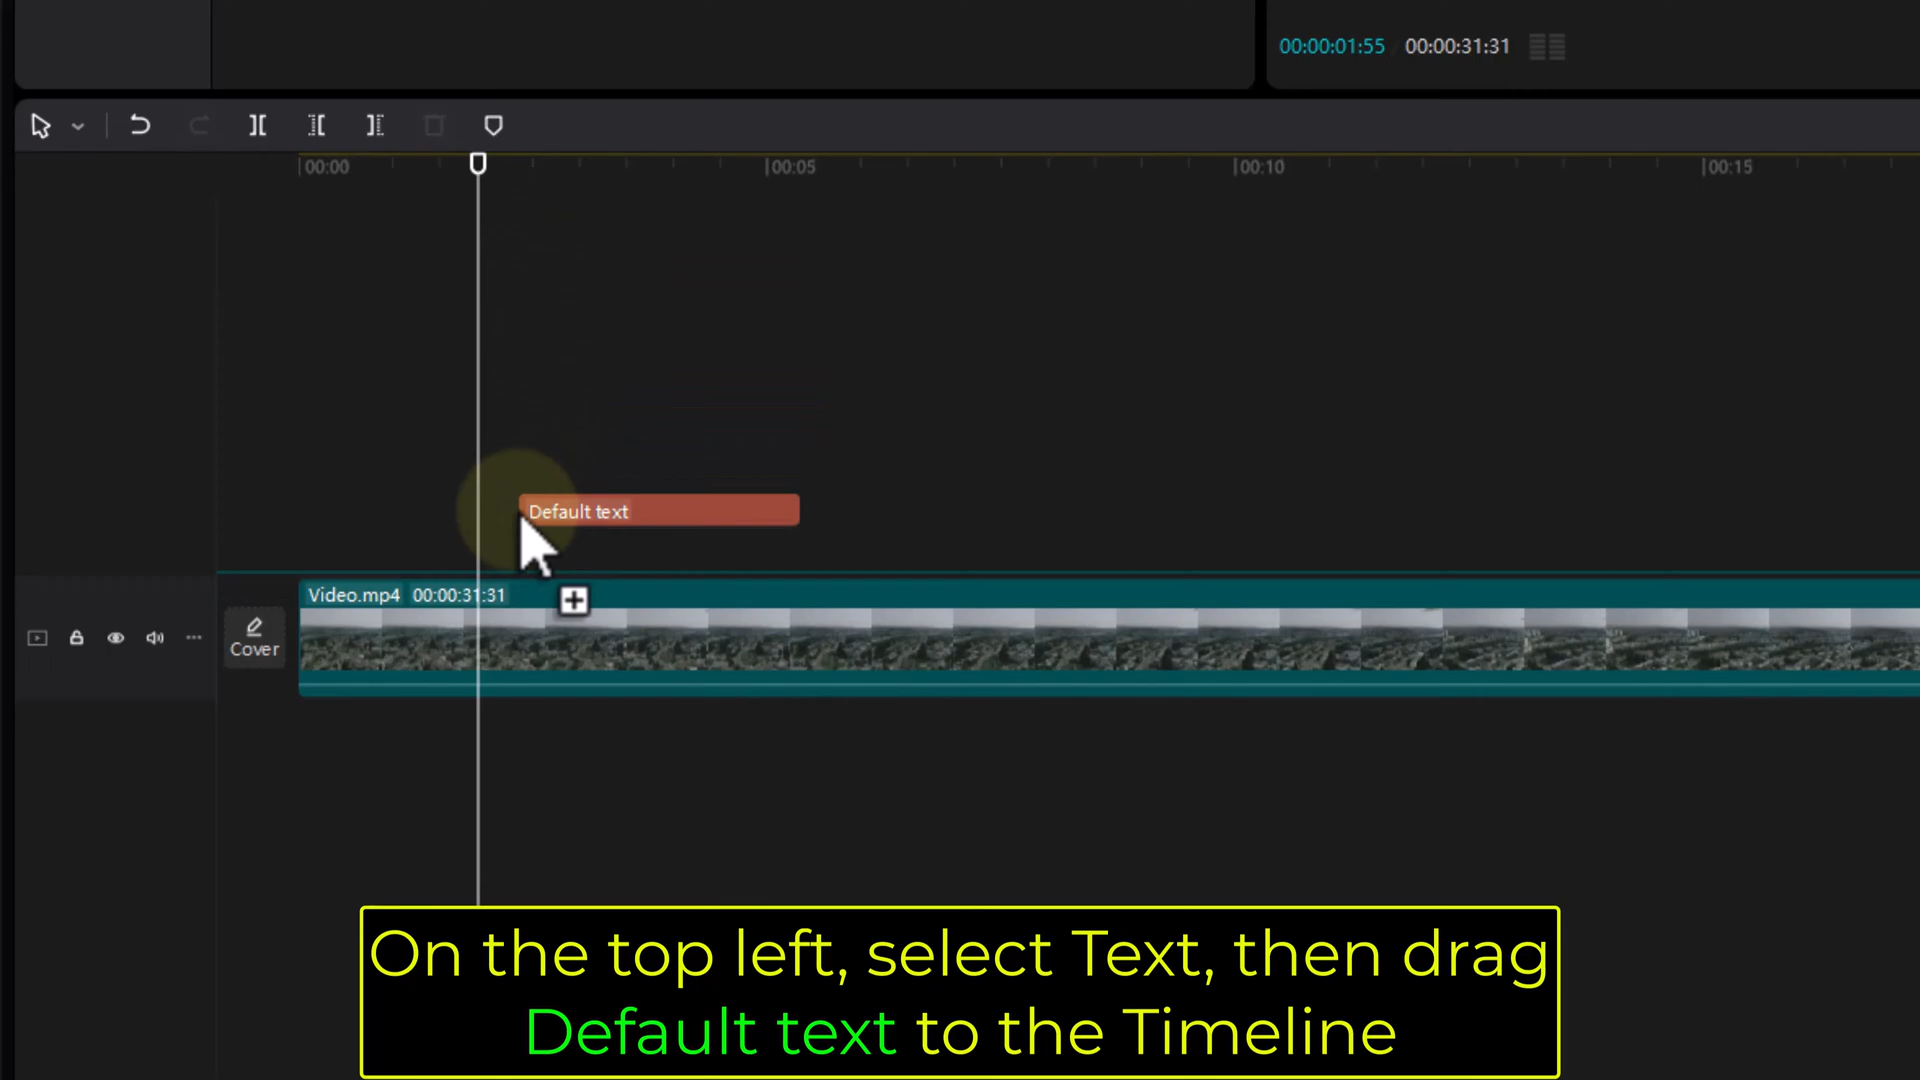 00:00:01:55 00:00:31:31
00:00 00:05 00:10 00:15
Default text
Video.mp4 00:00:31:31
Cover
On the top left, select Text, then drag
Default text to the Timeline